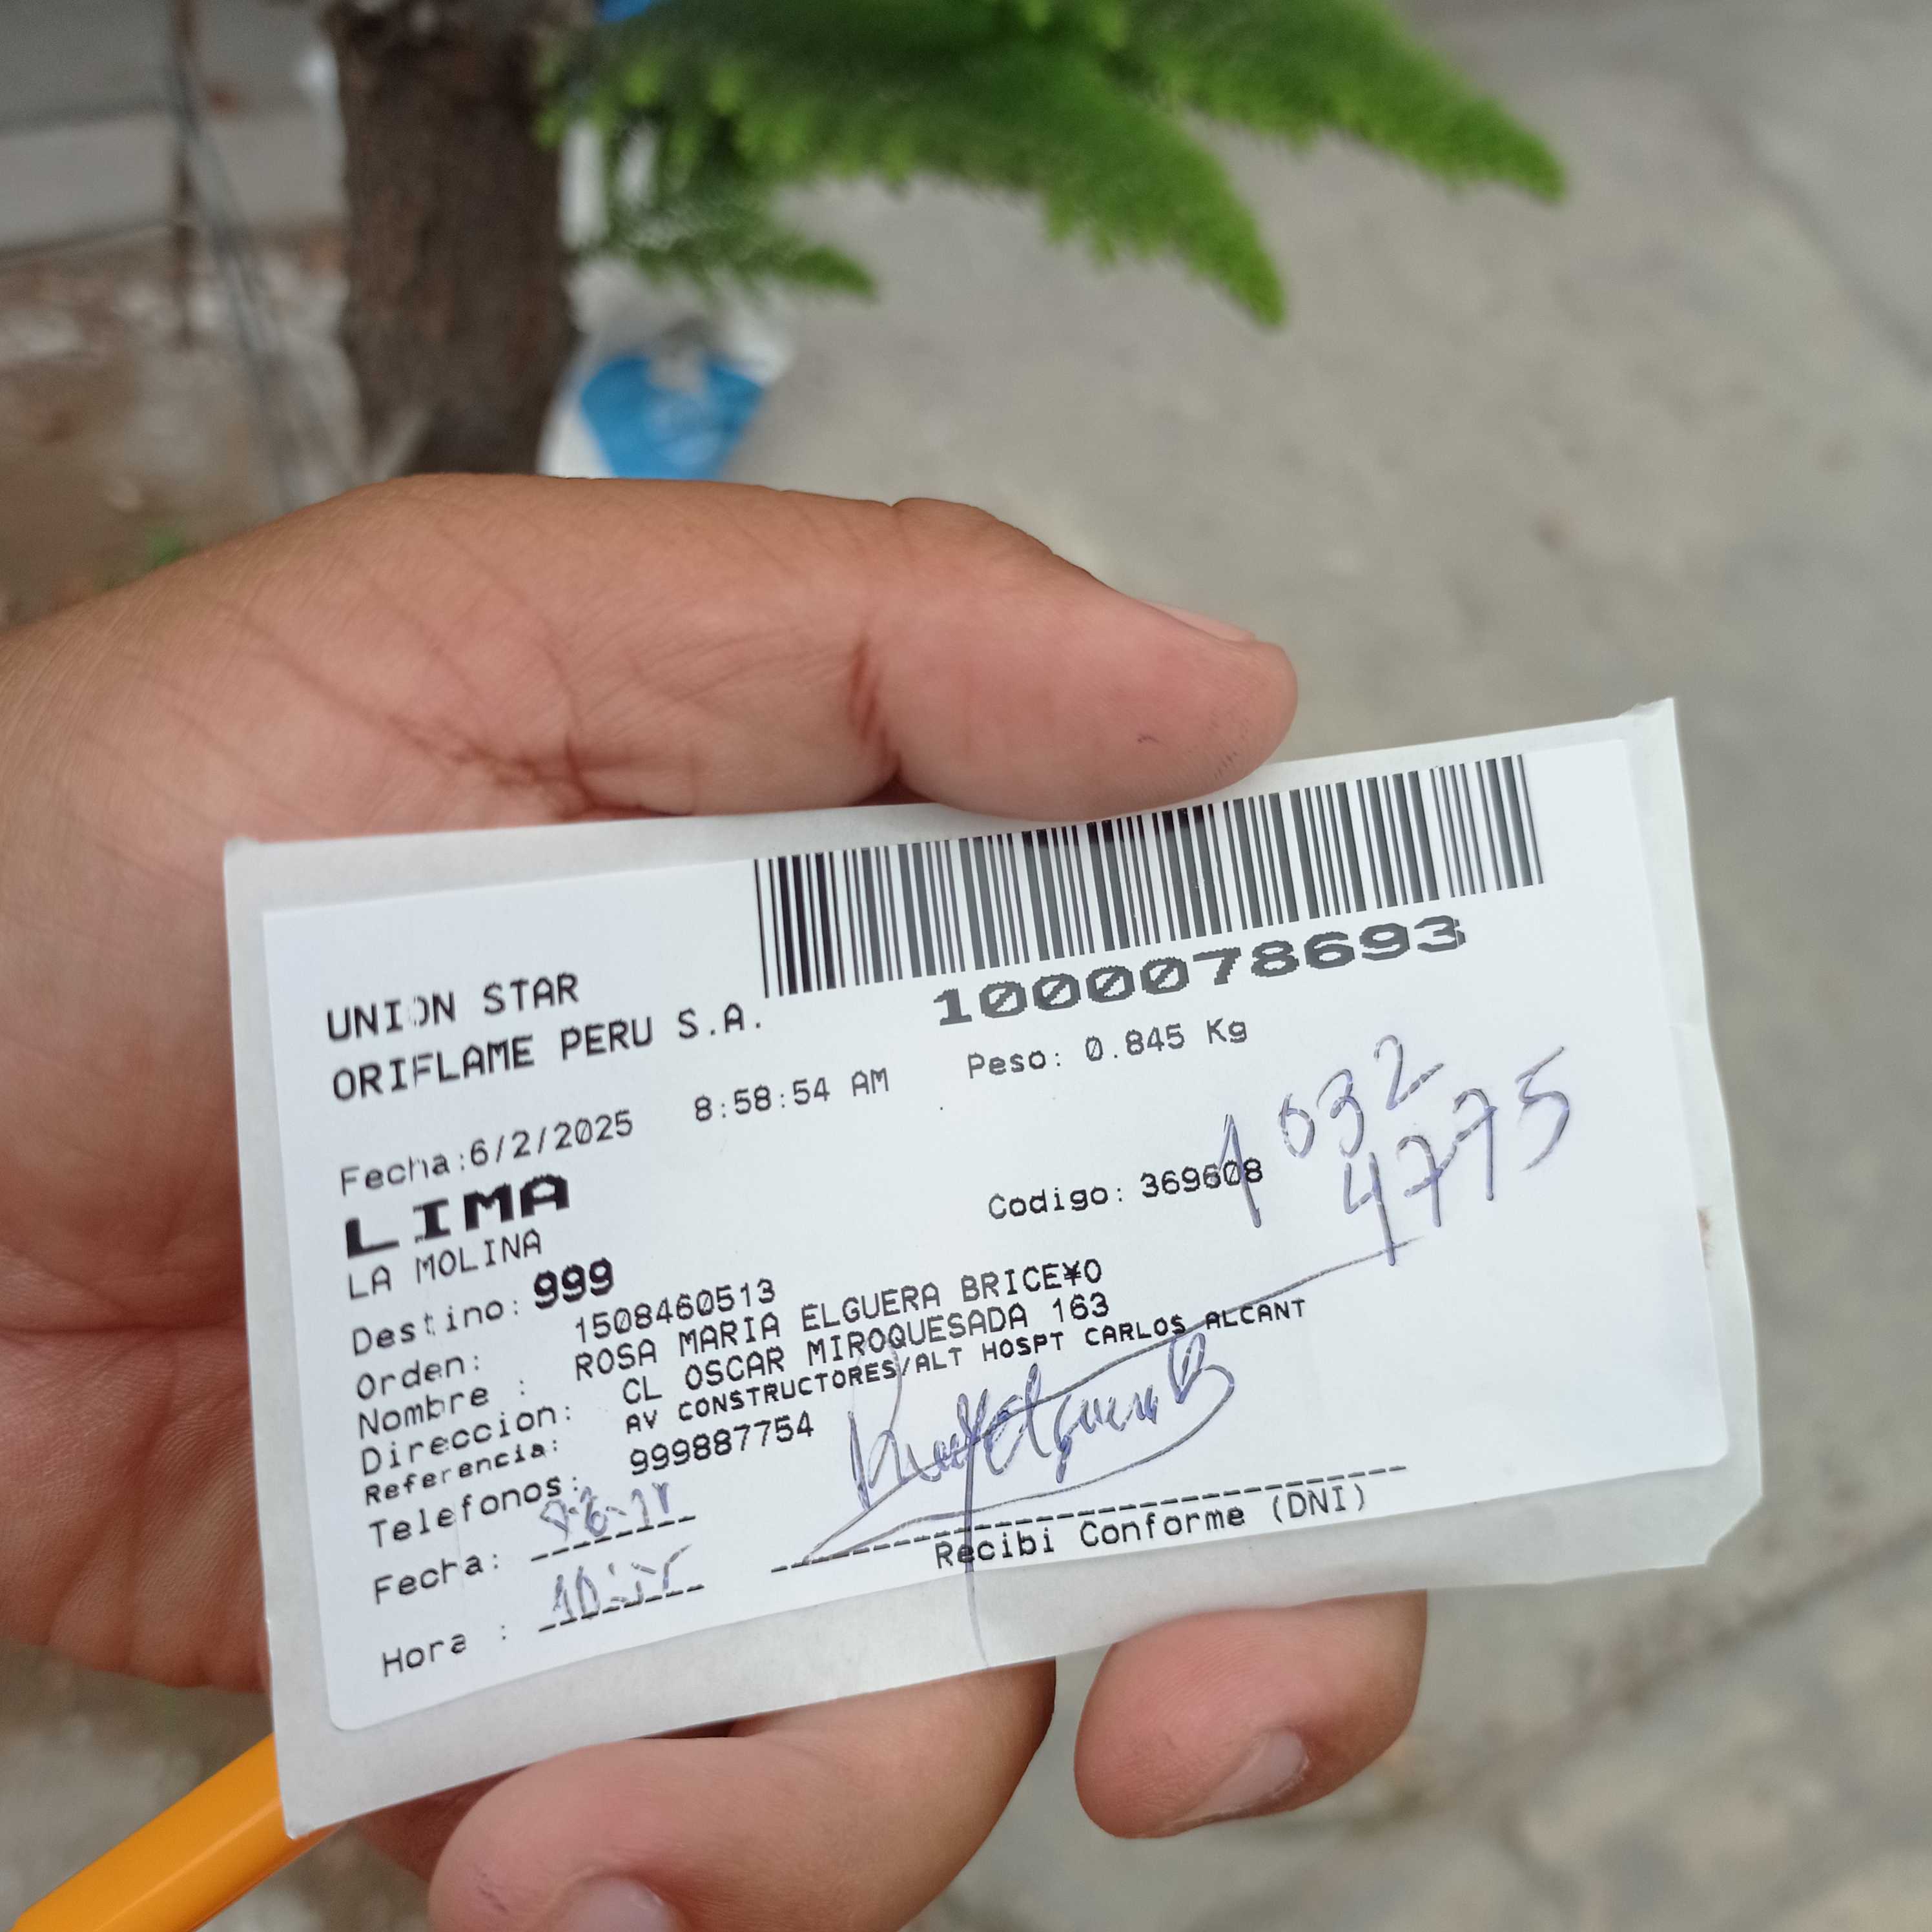 UNION STAR
ORIFLAME PERU S.A.
1000078693
Fecha:6/2/2025 8:58:54 AM Peso: 0.845 Kg
LIMA
LA MOLINA Codigo: 369608
1032
4775
Destino: 999
Orden: 1508460513
Nombre : ROSA MARIA ELGUERA BRICE¥O
Direccion: CL OSCAR MIROQUESADA 163
Referencia: AV CONSTRUCTORES/ALT HOSPT CARLOS ALCANT
Telefonos: 999887754
Fecha:
Hora :
Recibi Conforme (DNI)